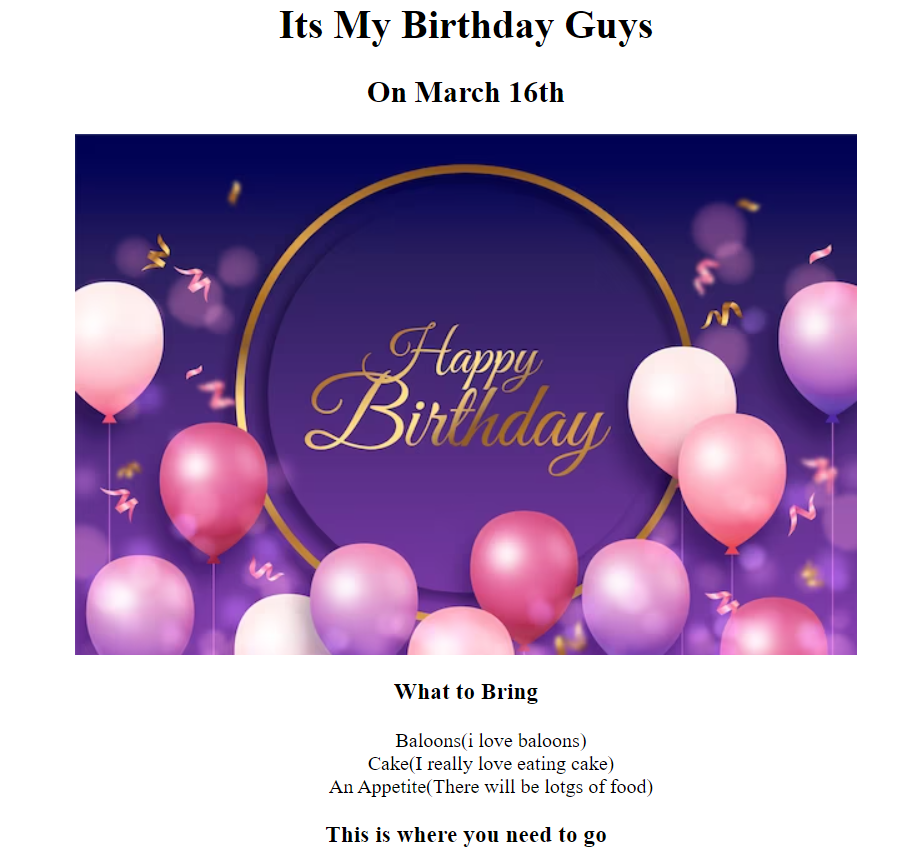 Its My Birthday Guys
On March 16th
Happy
Birthday
What to Bring
Baloons(i love baloons)
Cake(I really love eating cake)
An Appetite(There will be lotgs of food)
This is where you need to go